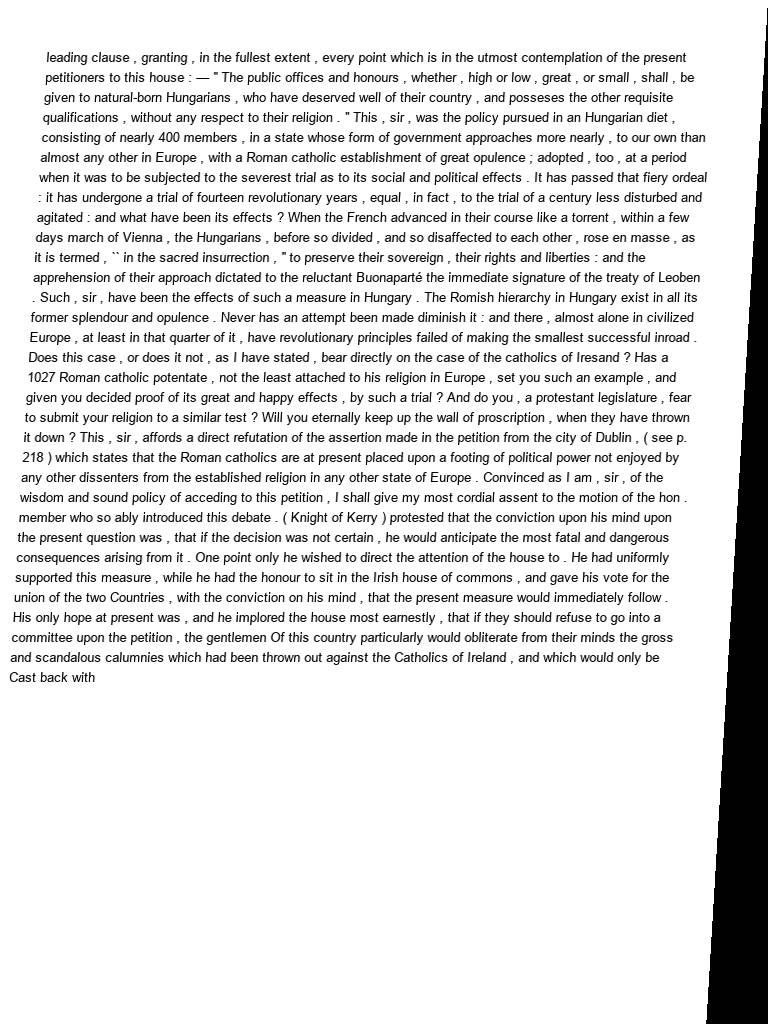 leading clause , granting , in the fullest extent , every point which is in the utmost contemplation of the present
petitioners to this house : — " The public offices and honours , whether , high or low , great , or small , shall , be
given to natural-born Hungarians , who have deserved well of their country , and posseses the other requisite
qualifications , without any respect to their religion . " This , sir , was the policy pursued in an Hungarian diet ,
consisting of nearly 400 members , in a state whose form of government approaches more nearly , to our own than
almost any other in Europe , with a Roman catholic establishment of great opulence ; adopted , too , at a period
when it was to be subjected to the severest trial as to its social and political effects . It has passed that fiery ordeal
: it has undergone a trial of fourteen revolutionary years , equal , in fact , to the trial of a century less disturbed and
agitated : and what have been its effects ? When the French advanced in their course like a torrent , within a few
days march of Vienna , the Hungarians , before so divided , and so disaffected to each other , rose en masse , as
it is termed , `` in the sacred insurrection , " to preserve their sovereign , their rights and liberties : and the
apprehension of their approach dictated to the reluctant Buonaparté the immediate signature of the treaty of Leoben
. Such , sir , have been the effects of such a measure in Hungary . The Romish hierarchy in Hungary exist in all its
former splendour and opulence . Never has an attempt been made diminish it : and there , almost alone in civilized
Europe , at least in that quarter of it , have revolutionary principles failed of making the smallest successful inroad .
Does this case , or does it not , as I have stated , bear directly on the case of the catholics of Iresand ? Has a
1027 Roman catholic potentate , not the least attached to his religion in Europe , set you such an example , and
given you decided proof of its great and happy effects , by such a trial ? And do you , a protestant legislature , fear
to submit your religion to a similar test ? Will you eternally keep up the wall of proscription , when they have thrown
it down ? This , sir , affords a direct refutation of the assertion made in the petition from the city of Dublin , ( see p.
218 ) which states that the Roman catholics are at present placed upon a footing of political power not enjoyed by
any other dissenters from the established religion in any other state of Europe . Convinced as I am , sir , of the
wisdom and sound policy of acceding to this petition , I shall give my most cordial assent to the motion of the hon .
member who so ably introduced this debate . ( Knight of Kerry ) protested that the conviction upon his mind upon
the present question was , that if the decision was not certain , he would anticipate the most fatal and dangerous
consequences arising from it . One point only he wished to direct the attention of the house to . He had uniformly
supported this measure , while he had the honour to sit in the Irish house of commons , and gave his vote for the
union of the two Countries , with the conviction on his mind , that the present measure would immediately follow .
His only hope at present was , and he implored the house most earnestly , that if they should refuse to go into a
committee upon the petition , the gentlemen Of this country particularly would obliterate from their minds the gross
and scandalous calumnies which had been thrown out against the Catholics of Ireland , and which would only be
Cast back with